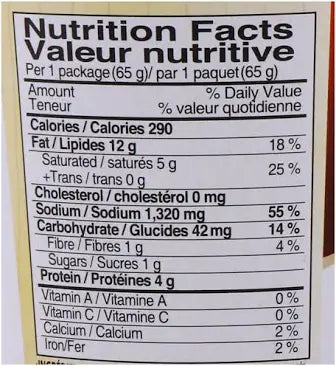 Nutrition Facts
Valeur nutritive
Per 1 package (65 g)/ par 1 paquet (65 g)
Amount % Daily Value
Teneur % valeur quotidienne
Calories / Calories 290
Fat / Lipides 12 g 18 %
Saturated / saturés 5 g
+Trans / trans 0 g 25 %
Cholesterol / cholestérol 0 mg
Sodium / Sodium 1,320 mg 55 %
Carbohydrate / Glucides 42 mg 14 %
Fibre / Fibres 1 g 4 %
Sugars / Sucres 1 g
Protein / Protéines 4 g
Vitamin A / Vitamine A 0 %
Vitamin C / Vitamine C 0 %
Calcium / Calcium 2 %
Iron/Fer 2 %